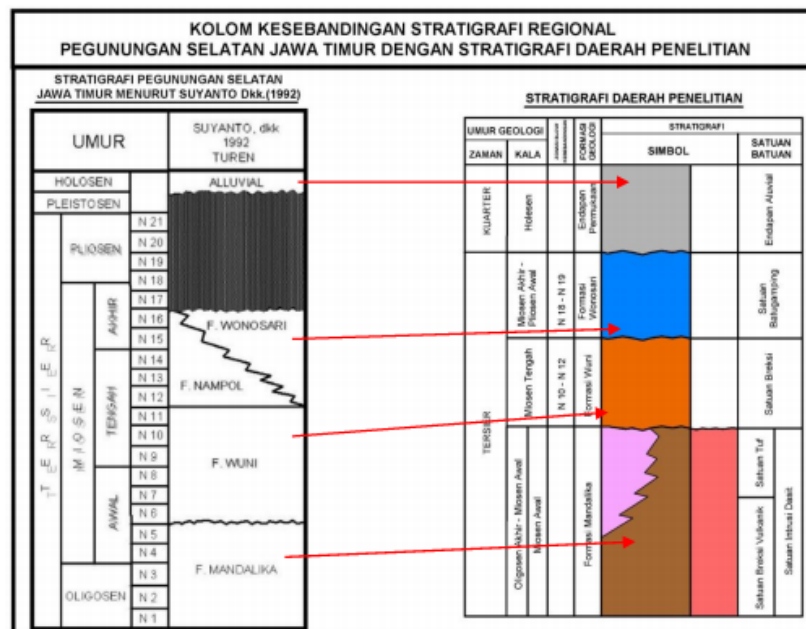 KOLOM KESEBANDINGAN STRATIGRAFI REGIONAL
PEGUNUNGAN SELATAN JAWA TIMUR DENGAN STRATIGRAFI DAERAH PENELITIAN
STRATIGRAFI PEGUNUNGAN SELATAN
JAWA TIMUR MENURUT SUYANTO Dkk.(1992)
UMUR
SUYANTO, dkk
1992
TUREN
HOLOSEN
ALLUVIAL
PLEISTOSEN
TERSIER
PLIOSEN
MIOSEN
AKHIR
TENGAH
AWAL
OLIGOSEN
N 21
N 20
N 19
N 18
N 17
N 16
N 15
N 14
N 13
N 12
N 11
N 10
N 9
N 8
N 7
N 6
N 5
N 4
N 3
N 2
N 1
F. WONOSARI
F. NAMPOL
F. WUNI
F. MANDALIKA
STRATIGRAFI DAERAH PENELITIAN
UMUR GEOLOGI
ZAMAN
KALA
FORMASI
GEOLOGI
STRATIGRAFI
SIMBOL
SATUAN
BATUAN
KUARTER
Holesen
Endapan
Permukaan
Endapan Aluvial
TERSIER
Miosen Akhir -
Pliosen Awal
N 18 - N 19
Formasi
Wonosari
Satuan
Batugamping
Miosen Tengah
N 10 - N 12
Formasi Wuni
Satuan Breksi
Oligosen Akhir - Miosen Awal
Miosen Awal
Formasi Mandalika
Satuan Tuf
Satuan Breksi Vulkanik
Satuan Intrusi Dasit